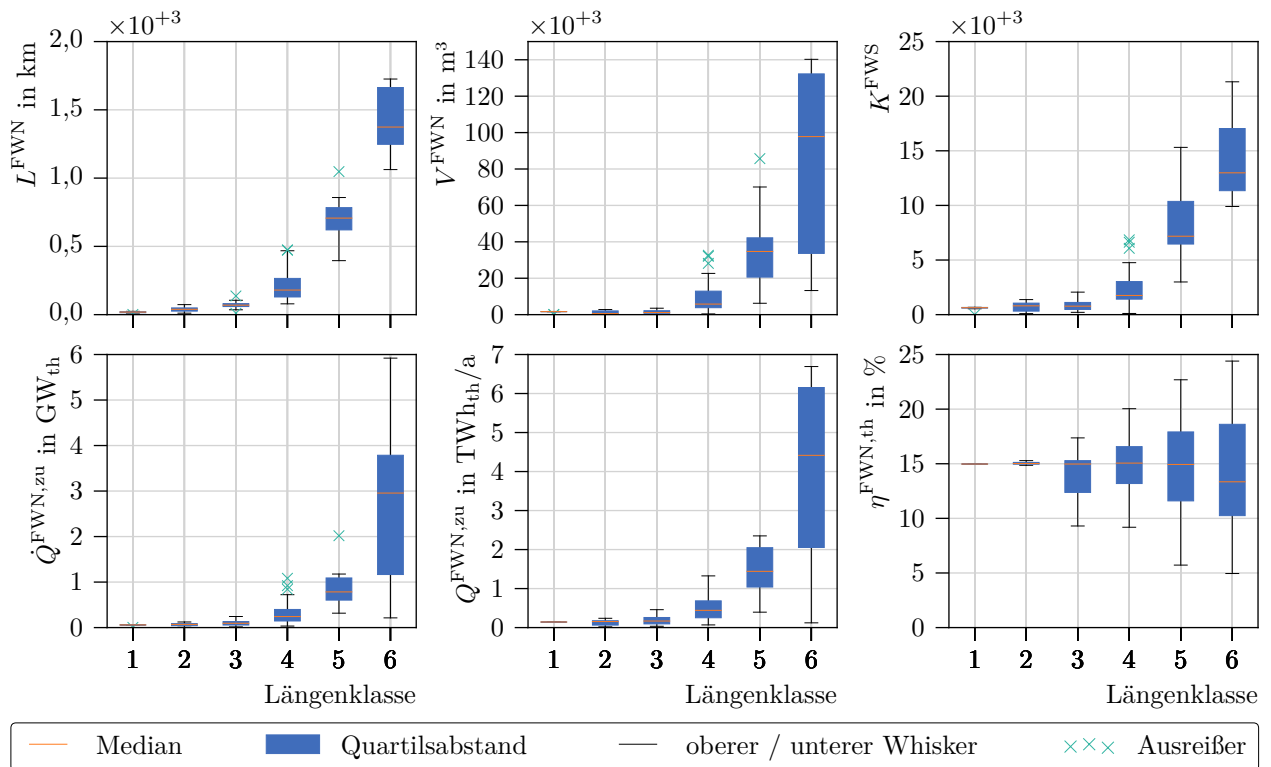 ×10⁺³ ×10⁺³ ×10⁺³
L^FWN in km
2,0
1,5
1,0
0,5
0,0
V^FWN in m³
140
120
100
80
60
40
20
0
K^FWS
25
20
15
10
5
0
Q̇^FWN,zu in GW_th
6
5
4
3
2
1
0
1 2 3 4 5 6
Längenklasse
Q^FWN,zu in TWh_th/a
7
6
5
4
3
2
1
0
1 2 3 4 5 6
Längenklasse
η^FWN,th in %
25
20
15
10
5
0
1 2 3 4 5 6
Längenklasse
Median Quartilsabstand oberer / unterer Whisker Ausreißer